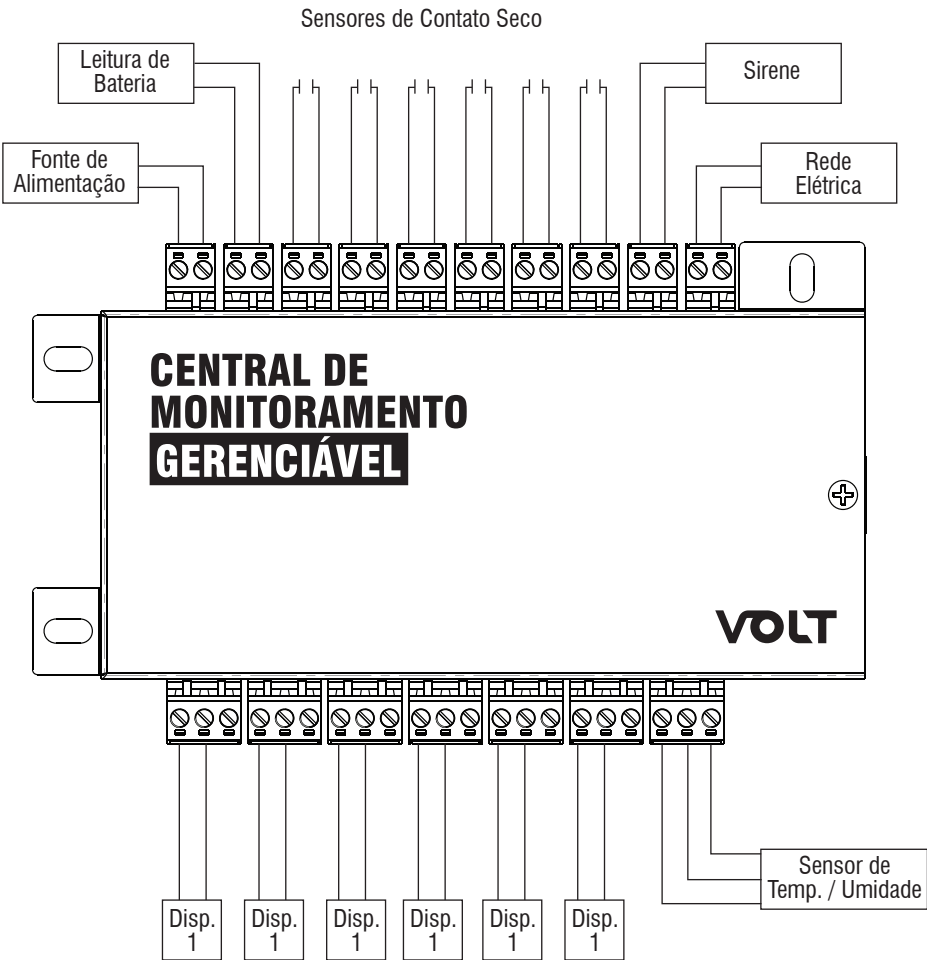 Sensores de Contato Seco
Leitura de
Bateria
Sirene
Fonte de
Alimentação
Rede
Elétrica
CENTRAL DE
MONITORAMENTO
GERENCIÁVEL
VOLT
Sensor de
Temp. / Umidade
Disp.
1
Disp.
1
Disp.
1
Disp.
1
Disp.
1
Disp.
1